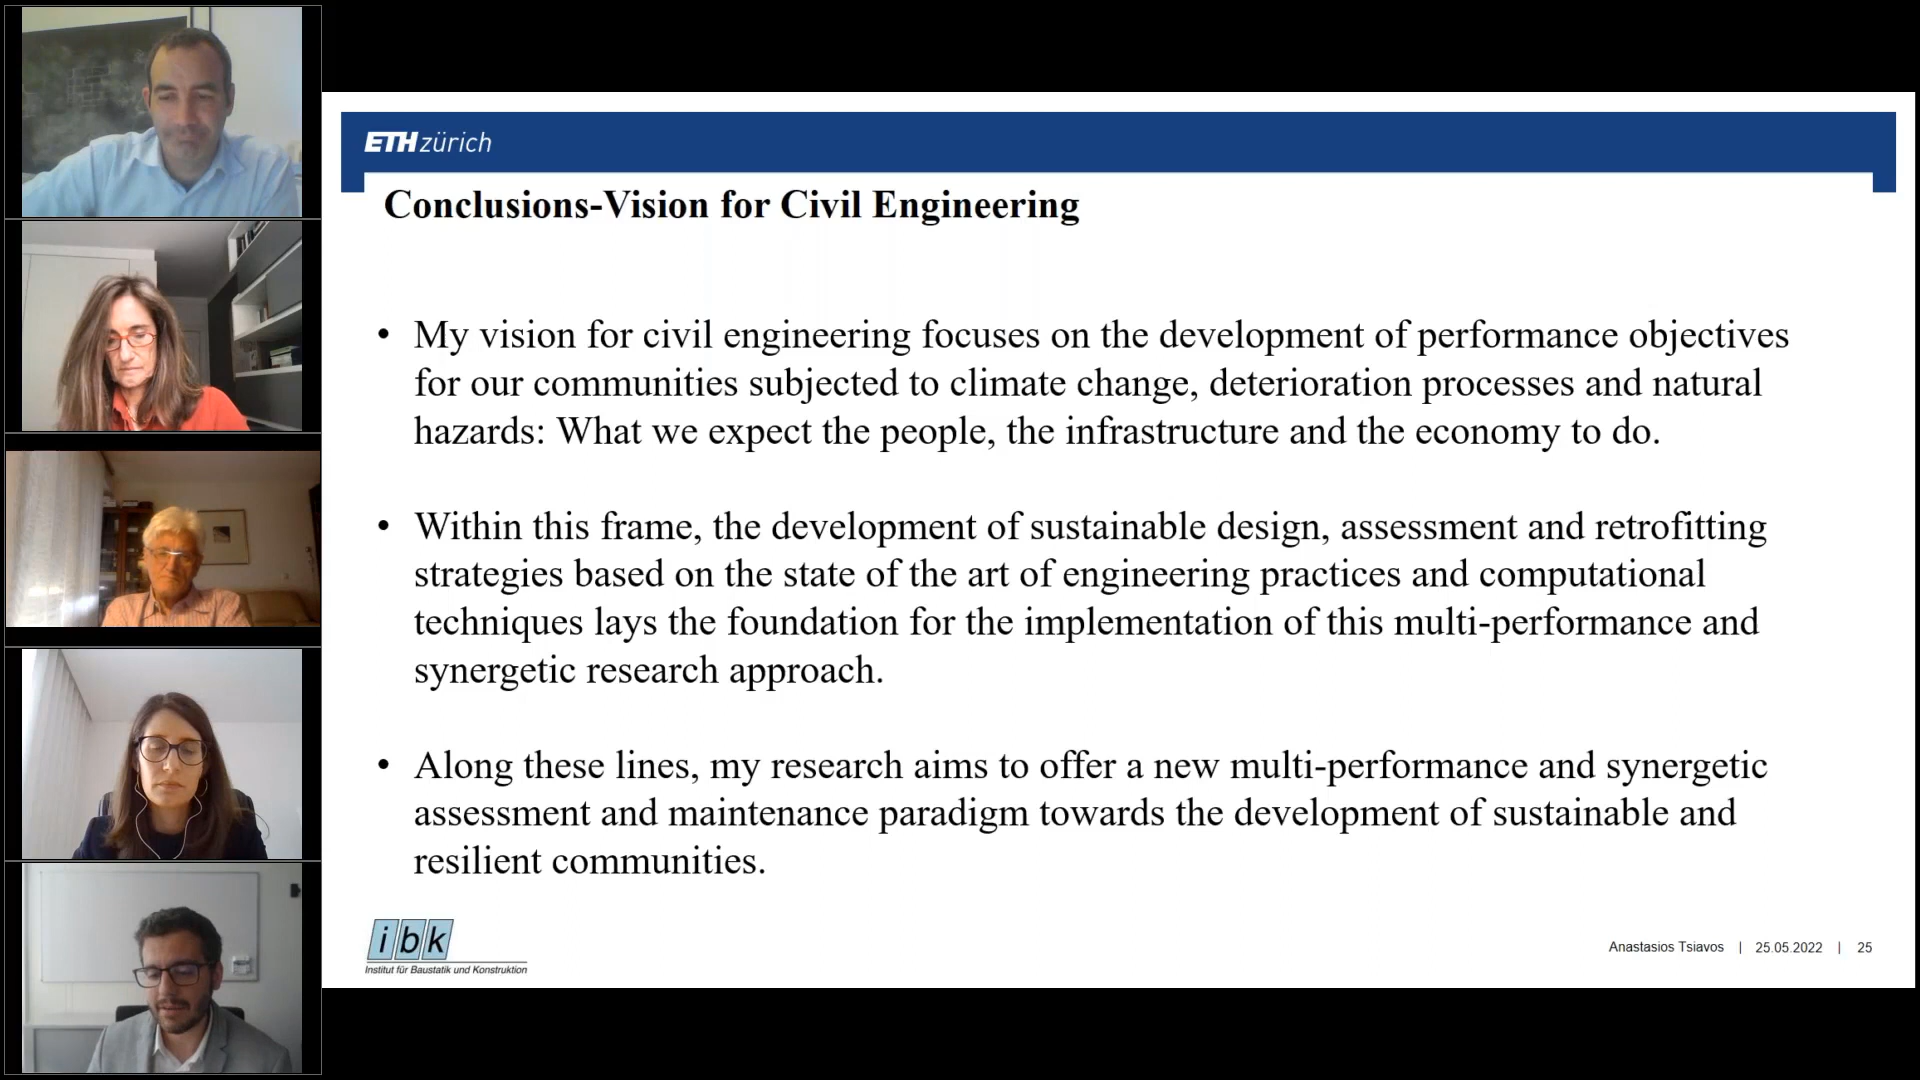 ETH zürich
Conclusions-Vision for Civil Engineering
• My vision for civil engineering focuses on the development of performance objectives
for our communities subjected to climate change, deterioration processes and natural
hazards: What we expect the people, the infrastructure and the economy to do.
• Within this frame, the development of sustainable design, assessment and retrofitting
strategies based on the state of the art of engineering practices and computational
techniques lays the foundation for the implementation of this multi-performance and
synergetic research approach.
• Along these lines, my research aims to offer a new multi-performance and synergetic
assessment and maintenance paradigm towards the development of sustainable and
resilient communities.
ibk
Institut für Baustatik und Konstruktion
Anastasios Tsiavos | 25.05.2022 | 25